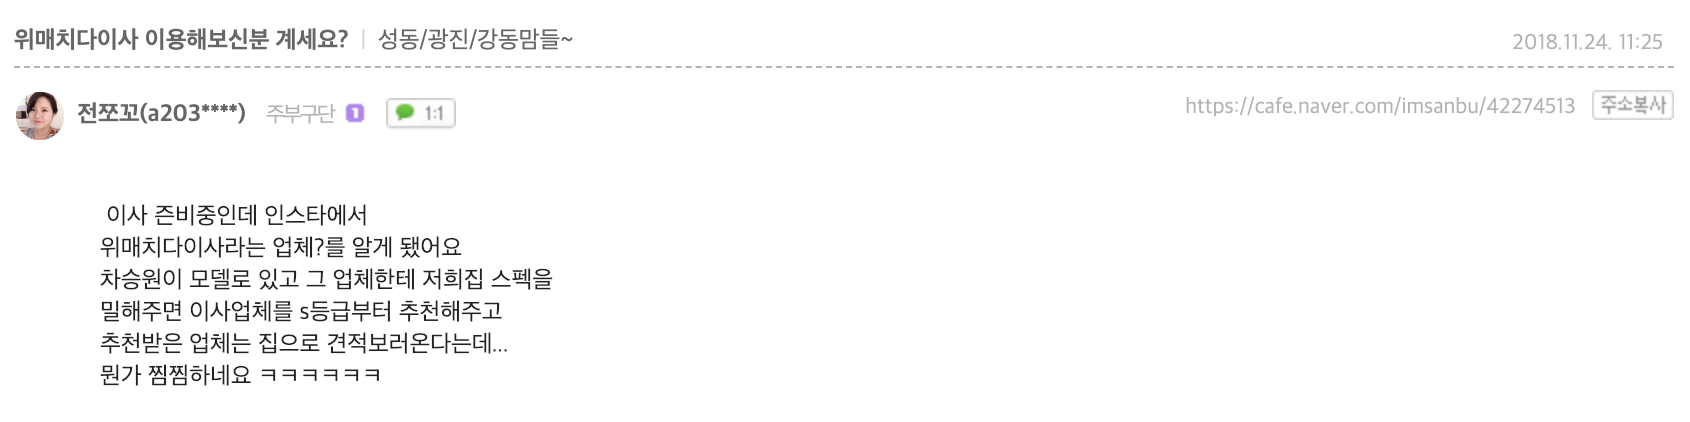 위매치다이사 이용해보신분 계세요? | 성동/광진/강동맘들~
2018.11.24. 11:25
전쪼꼬(a203****) 주부구단 1 1:1
https://cafe.naver.com/imsanbu/42274513 주소복사
이사 즌비중인데 인스타에서
위매치다이사라는 업체?를 알게 됐어요
차승원이 모델로 있고 그 업체한테 저희집 스펙을
밀해주면 이사업체를 s등급부터 추천해주고
추천받은 업체는 집으로 견적보러온다는데...
뭔가 찜찜하네요 ㅋㅋㅋㅋㅋㅋ